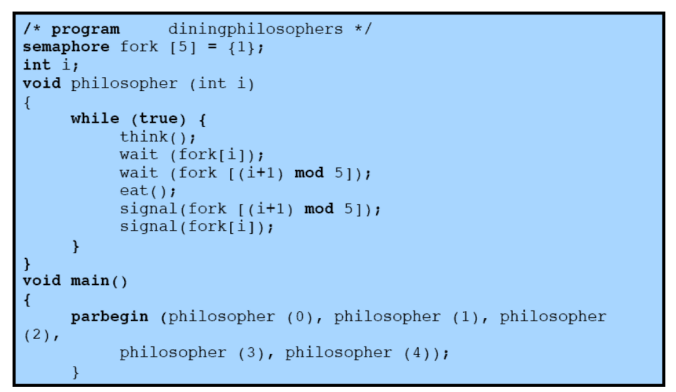 /* program diningphilosophers */
semaphore fork [5] = {1};
int i;
void philosopher (int i)
{
while (true) {
think();
wait (fork[i]);
wait (fork [(i+1) mod 5]);
eat();
signal(fork [(i+1) mod 5]);
signal(fork[i]);
}
}
void main()
{
parbegin (philosopher (0), philosopher (1), philosopher
(2),
philosopher (3), philosopher (4));
}